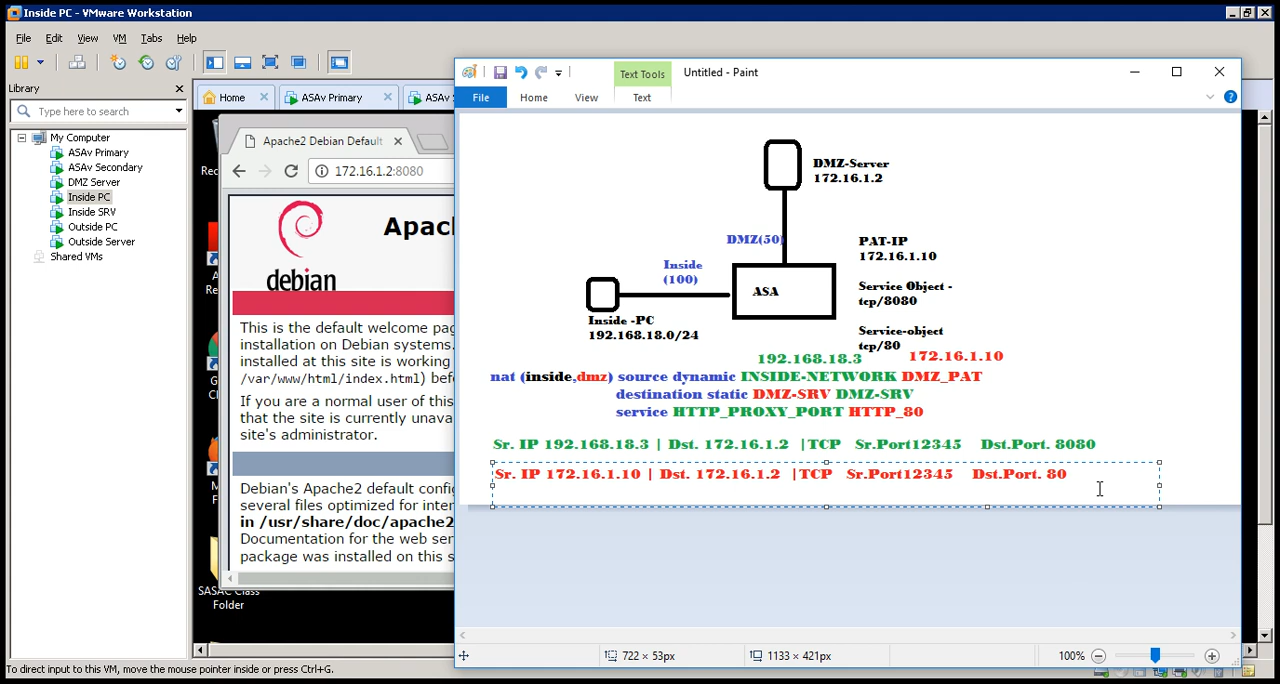 Inside PC - VMware Workstation
File Edit View VM Tabs Help
Library
Type here to search
My Computer
ASAv Primary
ASAv Secondary
DMZ Server
Inside PC
Inside SRV
Outside PC
Outside Server
Shared VMs
Home ASAv Primary ASAv
Apache2 Debian Default
172.16.1.2:8080
debian
This is the default welcome
installation on Debian systems.
installed at this site is working
/var/www/html/index.html)
If you are a normal user of this
that the site is currently
site's administrator.
Debian's Apache2 default
several files optimized for
in /usr/share/doc/apache2
Documentation for the web
package was installed on this
SASAC Class
Folder
Text Tools Untitled - Paint
File Home View Text
DMZ-Server
172.16.1.2
DMZ(50)
PAT-IP
172.16.1.10
Inside
(100)
ASA
Service Object -
tcp/8080
Inside -PC
192.168.18.0/24
Service-object
tcp/80
192.168.18.3 172.16.1.10
nat (inside,dmz) source dynamic INSIDE-NETWORK DMZ_PAT
destination static DMZ-SRV DMZ-SRV
service HTTP_PROXY_PORT HTTP_80
Sr. IP 192.168.18.3 | Dst. 172.16.1.2 |TCP Sr.Port12345 Dst.Port. 8080
Sr. IP 172.16.1.10 | Dst. 172.16.1.2 |TCP Sr.Port12345 Dst.Port. 80
722 × 53px 1133 × 421px 100%
To direct input to this VM, move the mouse pointer inside or press Ctrl+G.